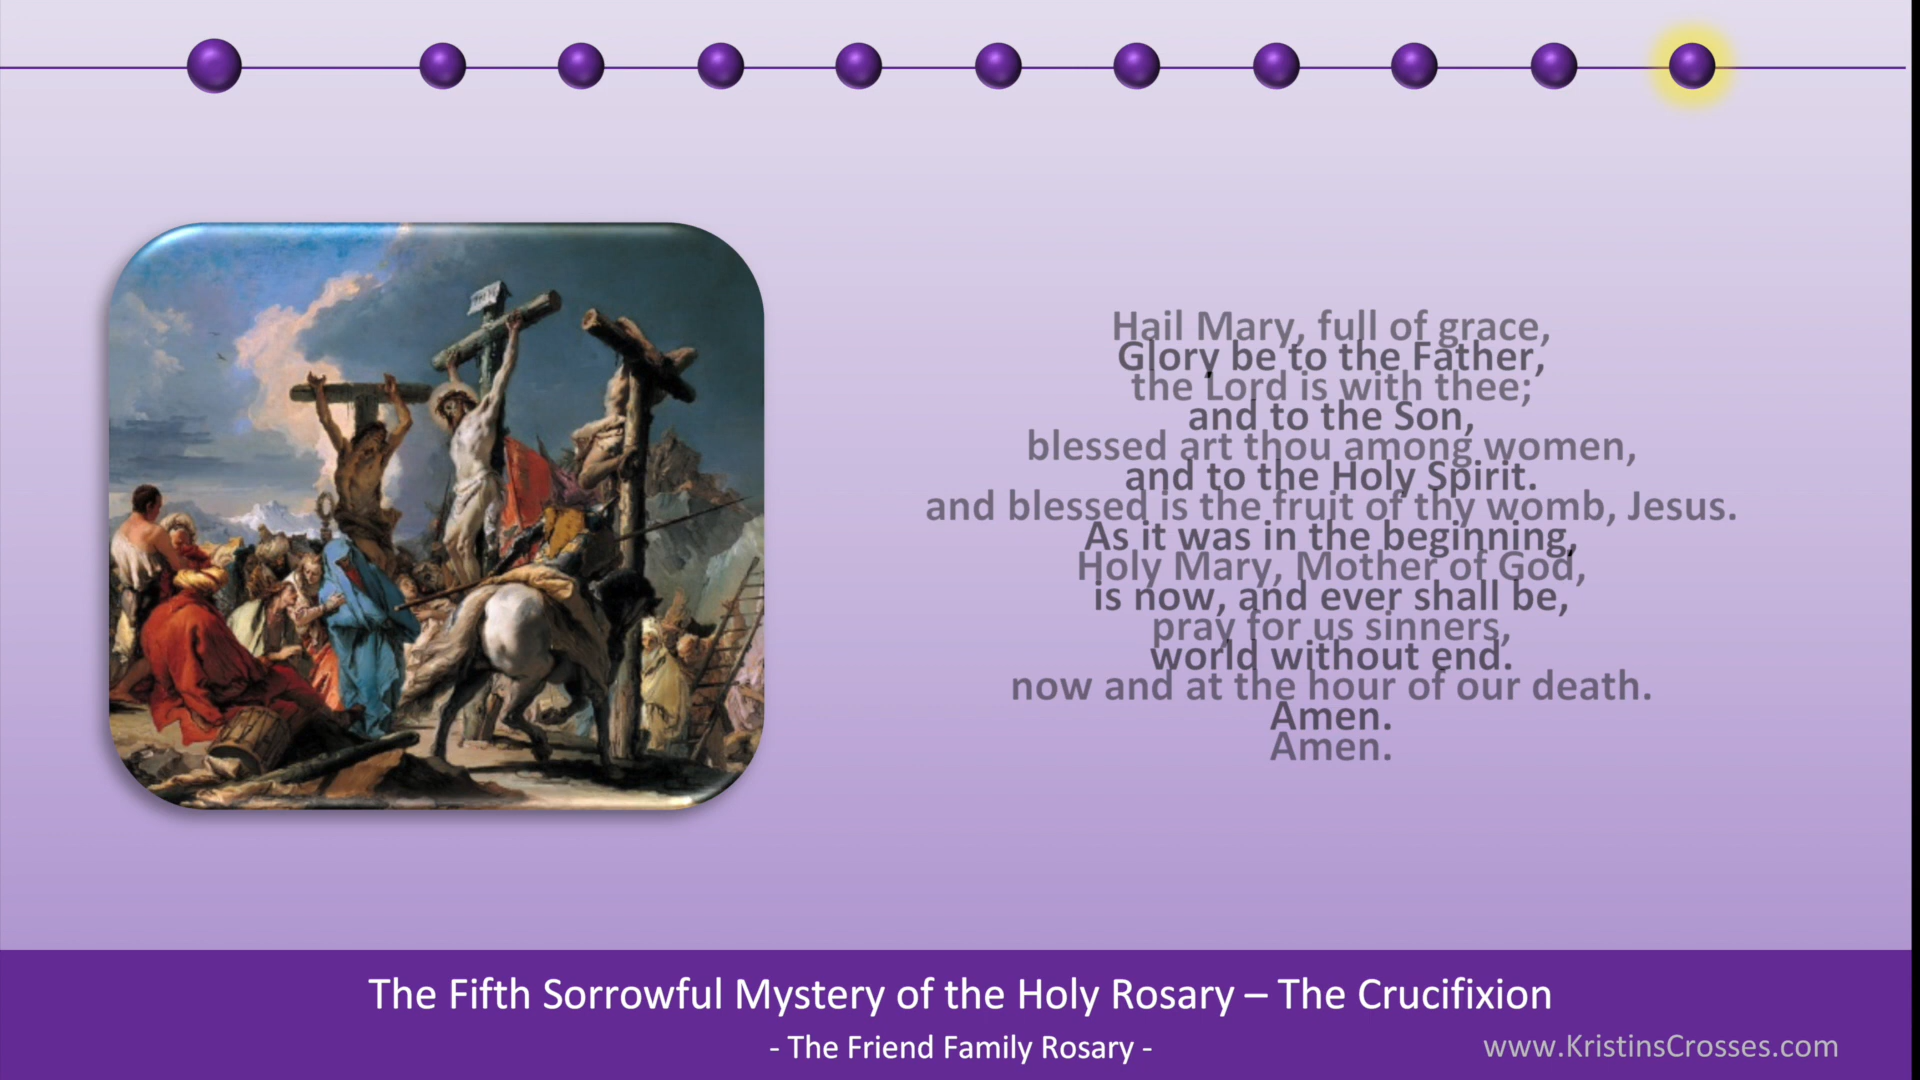 Hail Mary, full of grace,
Glory be to the Father,
the Lord is with thee;
and to the Son,
blessed art thou among women,
and to the Holy Spirit.
and blessed is the fruit of thy womb, Jesus.
As it was in the beginning,
Holy Mary, Mother of God,
is now, and ever shall be,
pray for us sinners,
world without end.
now and at the hour of our death.
Amen.
Amen.
The Fifth Sorrowful Mystery of the Holy Rosary – The Crucifixion
- The Friend Family Rosary -
www.KristinsCrosses.com